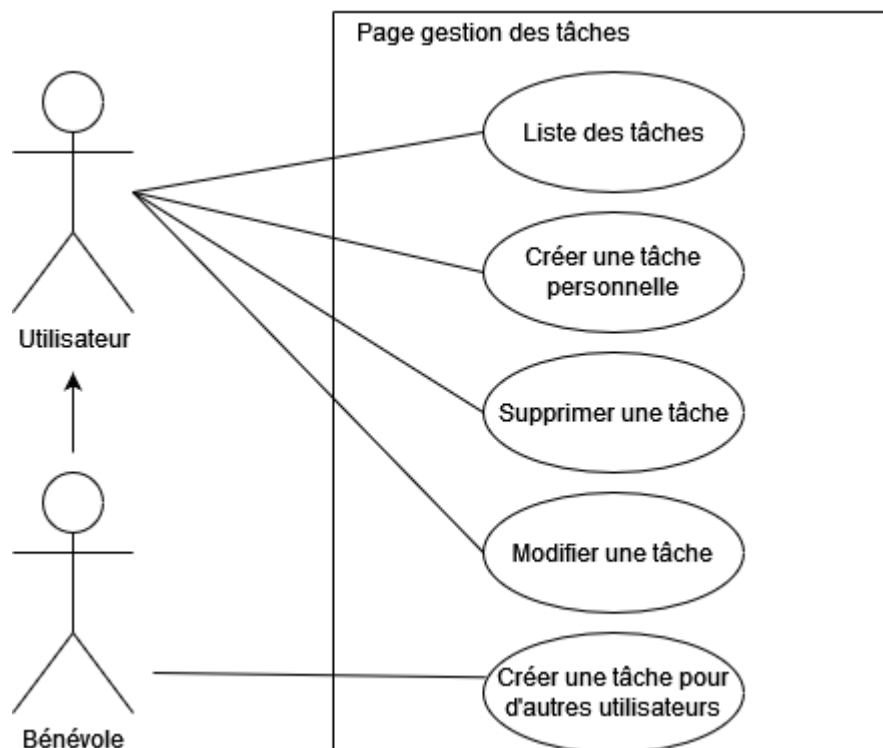 Page gestion des tâches
Liste des tâches
Créer une tâche
personnelle
Utilisateur
Supprimer une tâche
Modifier une tâche
Créer une tâche pour
d'autres utilisateurs
Bénévole